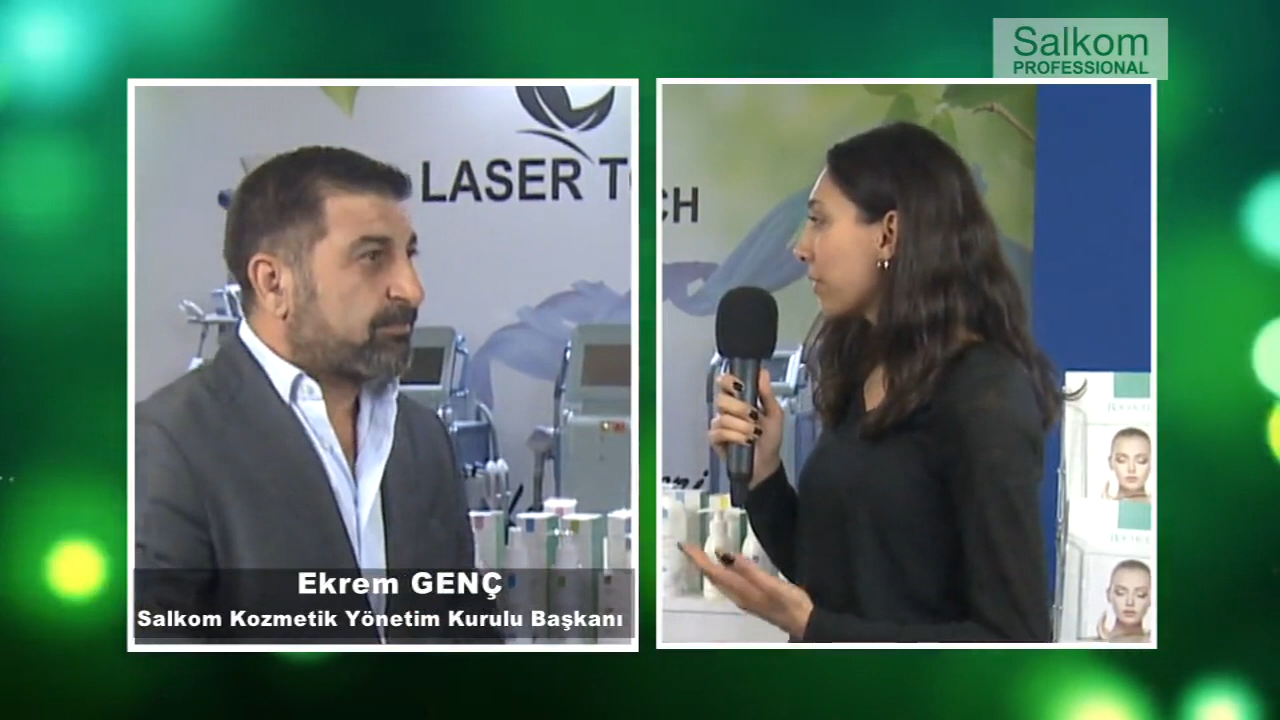 Salkom
PROFESSIONAL
LASER T
CH
Ekrem GENÇ
Salkom Kozmetik Yönetim Kurulu Başkanı